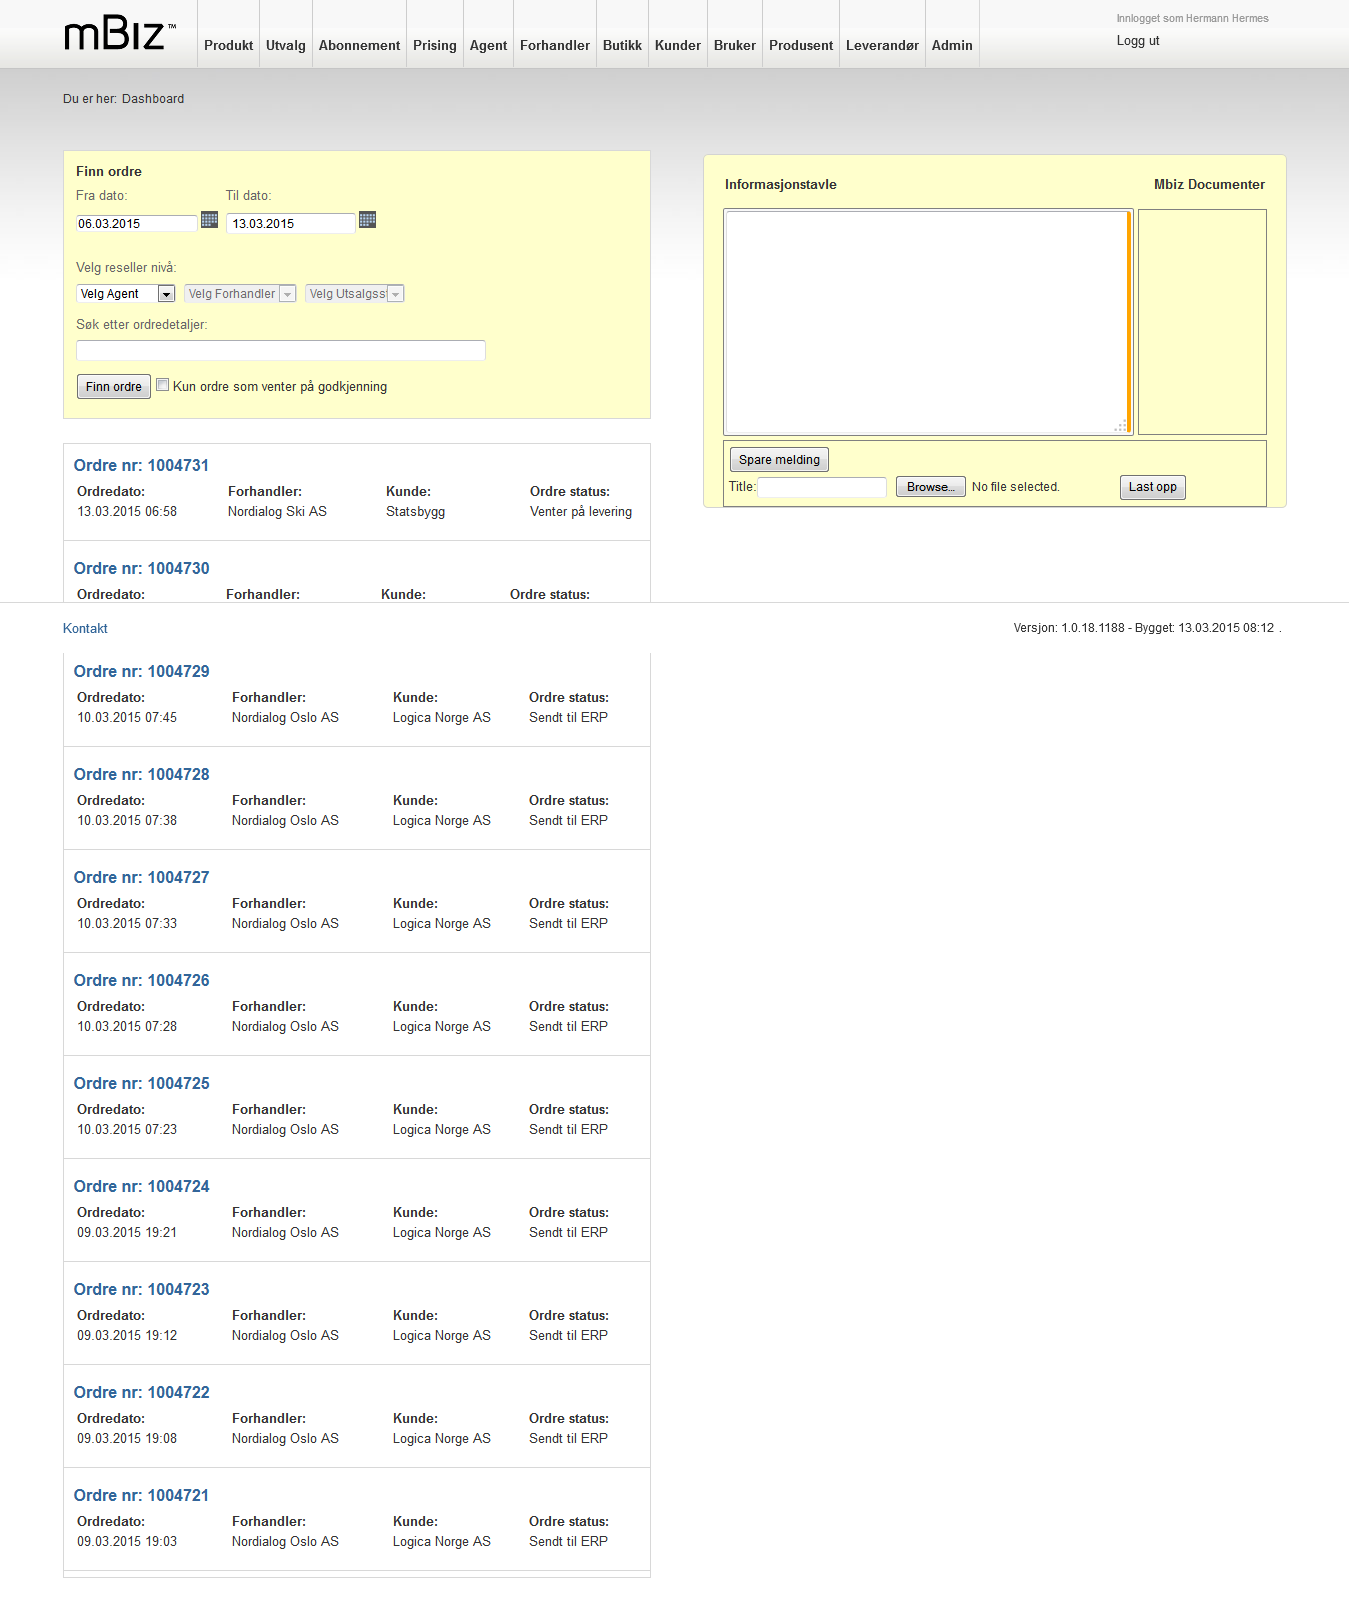 mBiz™
Produkt Utvalg Abonnement Prising Agent Forhandler Butikk Kunder Bruker Produsent Leverandør Admin
Innlogget som Hermann Hermes
Logg ut
Du er her: Dashboard
Finn ordre
Fra dato: Til dato:
06.03.2015 13.03.2015
Velg reseller nivå:
Velg Agent Velg Forhandler Velg Utsalgss
Søk etter ordredetaljer:
Finn ordre Kun ordre som venter på godkjenning
Informasjonstavle Mbiz Documenter
Spare melding
Title: Browse... No file selected. Last opp
Ordre nr: 1004731
Ordredato: Forhandler: Kunde: Ordre status:
13.03.2015 06:58 Nordialog Ski AS Statsbygg Venter på levering
Ordre nr: 1004730
Ordredato: Forhandler: Kunde: Ordre status:
Kontakt Versjon: 1.0.18.1188 - Bygget: 13.03.2015 08:12 .
Ordre nr: 1004729
Ordredato: Forhandler: Kunde: Ordre status:
10.03.2015 07:45 Nordialog Oslo AS Logica Norge AS Sendt til ERP
Ordre nr: 1004728
Ordredato: Forhandler: Kunde: Ordre status:
10.03.2015 07:38 Nordialog Oslo AS Logica Norge AS Sendt til ERP
Ordre nr: 1004727
Ordredato: Forhandler: Kunde: Ordre status:
10.03.2015 07:33 Nordialog Oslo AS Logica Norge AS Sendt til ERP
Ordre nr: 1004726
Ordredato: Forhandler: Kunde: Ordre status:
10.03.2015 07:28 Nordialog Oslo AS Logica Norge AS Sendt til ERP
Ordre nr: 1004725
Ordredato: Forhandler: Kunde: Ordre status:
10.03.2015 07:23 Nordialog Oslo AS Logica Norge AS Sendt til ERP
Ordre nr: 1004724
Ordredato: Forhandler: Kunde: Ordre status:
09.03.2015 19:21 Nordialog Oslo AS Logica Norge AS Sendt til ERP
Ordre nr: 1004723
Ordredato: Forhandler: Kunde: Ordre status:
09.03.2015 19:12 Nordialog Oslo AS Logica Norge AS Sendt til ERP
Ordre nr: 1004722
Ordredato: Forhandler: Kunde: Ordre status:
09.03.2015 19:08 Nordialog Oslo AS Logica Norge AS Sendt til ERP
Ordre nr: 1004721
Ordredato: Forhandler: Kunde: Ordre status:
09.03.2015 19:03 Nordialog Oslo AS Logica Norge AS Sendt til ERP